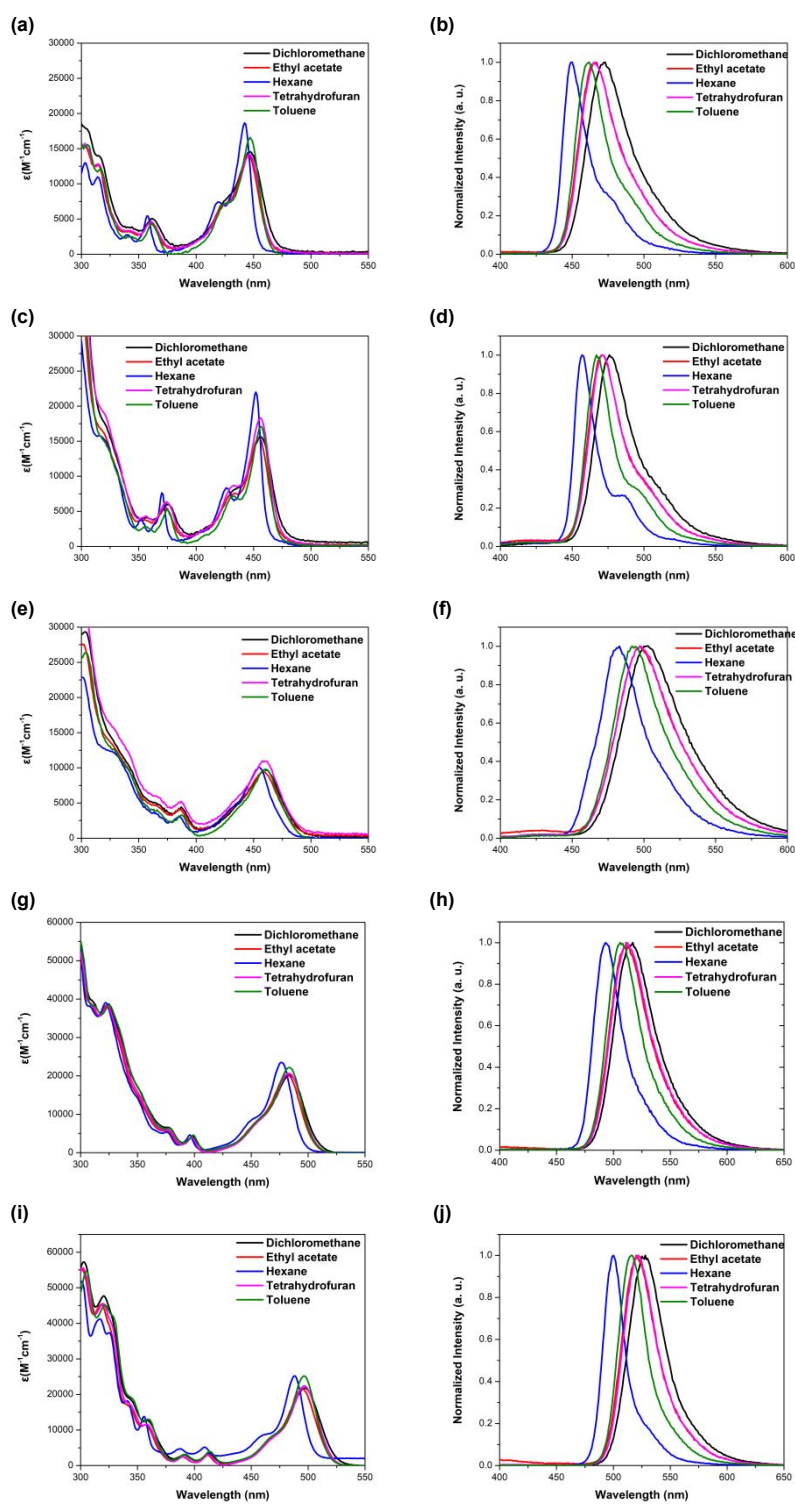 (a)
30000
25000
20000
15000
10000
5000
0
300 350 400 450 500 550
ε(M⁻¹cm⁻¹)
Wavelength (nm)
Dichloromethane
Ethyl acetate
Hexane
Tetrahydrofuran
Toluene
(b)
1.0
0.8
0.6
0.4
0.2
0.0
400 450 500 550 600
Normalized Intensity (a. u.)
Wavelength (nm)
Dichloromethane
Ethyl acetate
Hexane
Tetrahydrofuran
Toluene
(c)
30000
25000
20000
15000
10000
5000
0
300 350 400 450 500 550
ε(M⁻¹cm⁻¹)
Wavelength (nm)
Dichloromethane
Ethyl acetate
Hexane
Tetrahydrofuran
Toluene
(d)
1.0
0.8
0.6
0.4
0.2
0.0
400 450 500 550 600
Normalized Intensity (a. u.)
Wavelength (nm)
Dichloromethane
Ethyl acetate
Hexane
Tetrahydrofuran
Toluene
(e)
30000
25000
20000
15000
10000
5000
0
300 350 400 450 500 550
ε(M⁻¹cm⁻¹)
Wavelength (nm)
Dichloromethane
Ethyl acetate
Hexane
Tetrahydrofuran
Toluene
(f)
1.0
0.8
0.6
0.4
0.2
0.0
400 450 500 550 600
Normalized Intensity (a. u.)
Wavelength (nm)
Dichloromethane
Ethyl acetate
Hexane
Tetrahydrofuran
Toluene
(g)
60000
50000
40000
30000
20000
10000
0
300 350 400 450 500 550
ε(M⁻¹cm⁻¹)
Wavelength (nm)
Dichloromethane
Ethyl acetate
Hexane
Tetrahydrofuran
Toluene
(h)
1.0
0.8
0.6
0.4
0.2
0.0
400 450 500 550 600 650
Normalized Intensity (a. u.)
Wavelength (nm)
Dichloromethane
Ethyl acetate
Hexane
Tetrahydrofuran
Toluene
(i)
60000
50000
40000
30000
20000
10000
0
300 350 400 450 500 550
ε(M⁻¹cm⁻¹)
Wavelength (nm)
Dichloromethane
Ethyl acetate
Hexane
Tetrahydrofuran
Toluene
(j)
1.0
0.8
0.6
0.4
0.2
0.0
400 450 500 550 600 650
Normalized Intensity (a. u.)
Wavelength (nm)
Dichloromethane
Ethyl acetate
Hexane
Tetrahydrofuran
Toluene